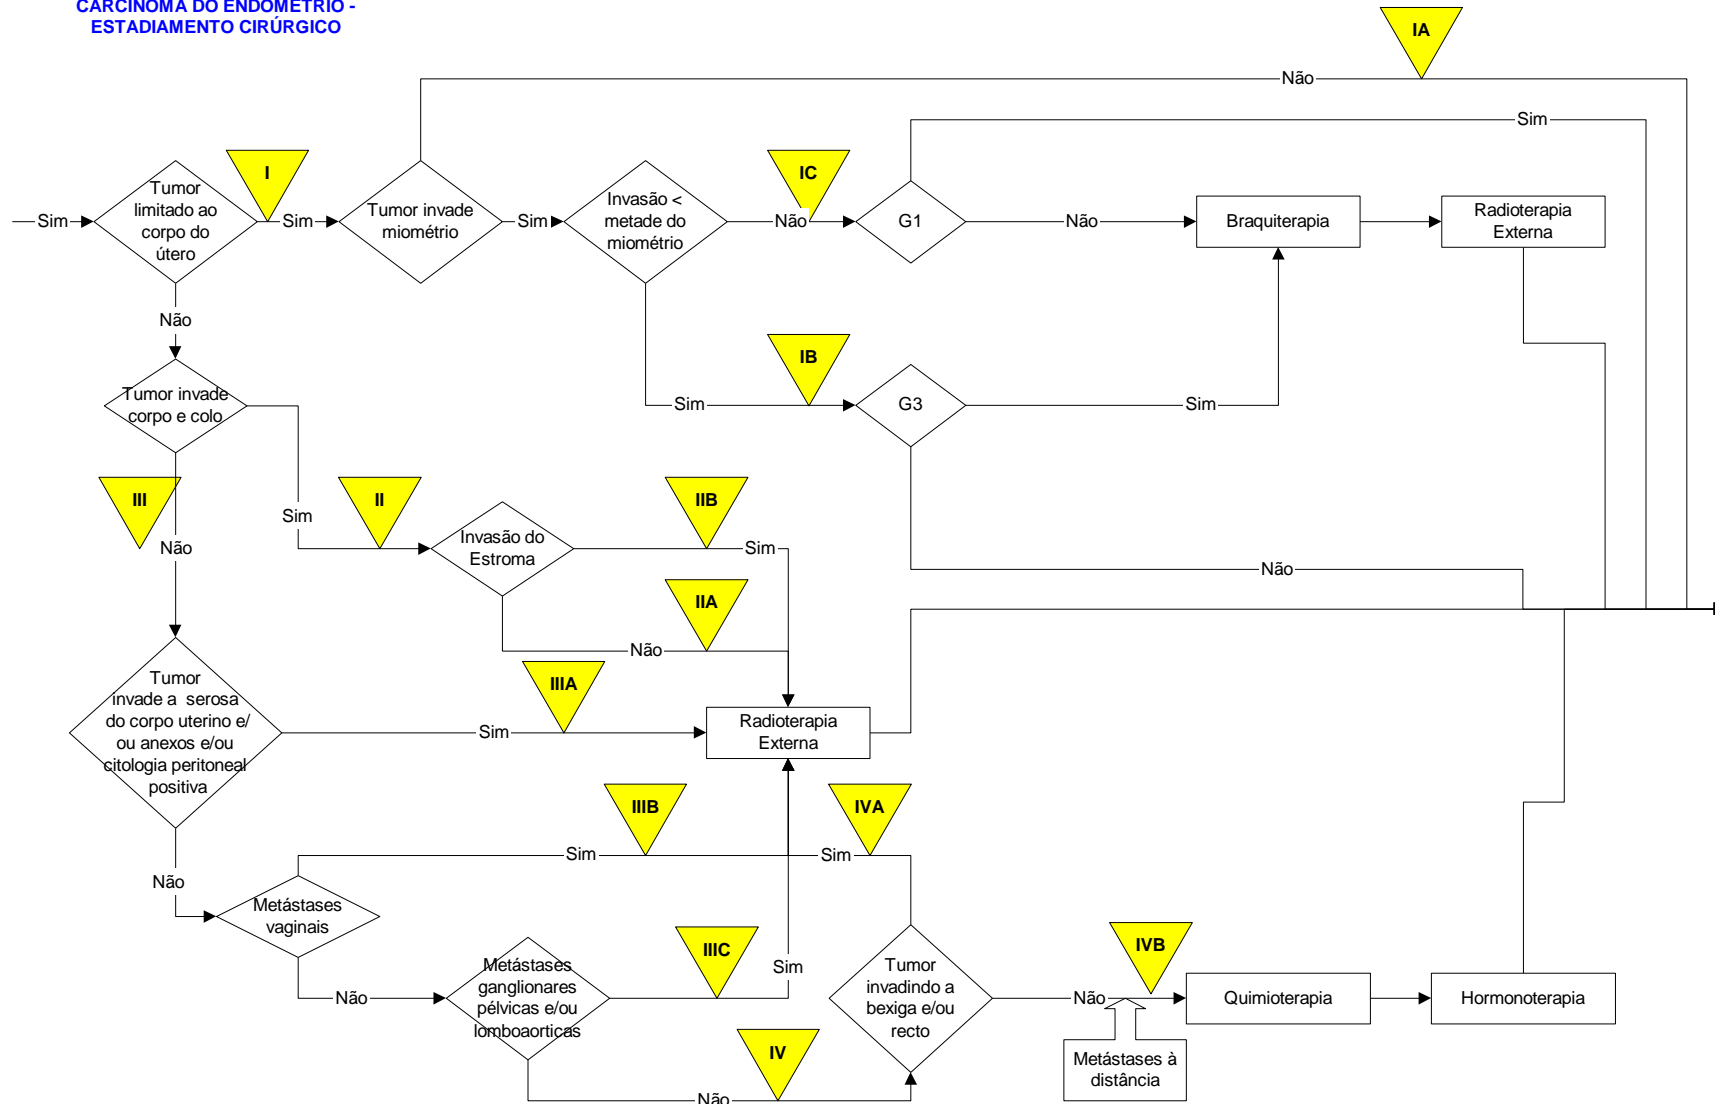 CARCINOMA DO ENDOMÉTRIO -
ESTADIAMENTO CIRÚRGICO
IA
Não
Sim
I
IC
Sim
Tumor
limitado ao
corpo do
útero
Sim
Tumor invade
miométrio
Sim
Invasão <
metade do
miométrio
Não
G1
Não
Braquiterapia
Radioterapia
Externa
Não
IB
Tumor invade
corpo e colo
Sim
G3
Sim
III
II
IIB
Sim
Não
Invasão do
Estroma
Sim
Não
IIA
Não
IIIA
Tumor
invade a serosa
do corpo uterino e/
ou anexos e/ou
citologia peritoneal
positiva
Sim
Radioterapia
Externa
IIIB
IVA
Sim
Sim
Não
Metástases
vaginais
IIIC
IVB
Sim
Não
Metástases
ganglionares
pélvicas e/ou
lomboaorticas
Tumor
invadindo a
bexiga e/ou
recto
Não
Quimioterapia
Hormonoterapia
IV
Metástases à
distância
Não